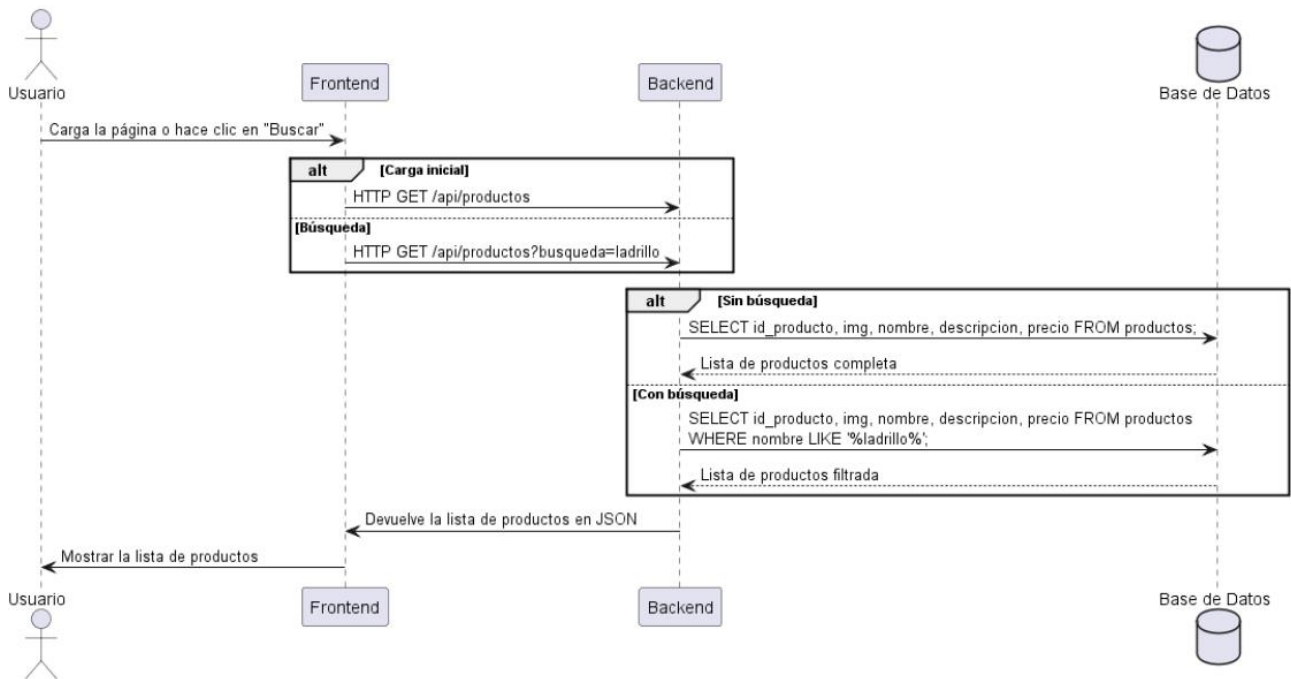 Usuario
Frontend
Backend
Base de Datos
Carga la página o hace clic en "Buscar"
alt [Carga inicial]
HTTP GET /api/productos
[Búsqueda]
HTTP GET /api/productos?busqueda=ladrillo
alt [Sin búsqueda]
SELECT id_producto, img, nombre, descripcion, precio FROM productos;
Lista de productos completa
[Con búsqueda]
SELECT id_producto, img, nombre, descripcion, precio FROM productos
WHERE nombre LIKE '%ladrillo%';
Lista de productos filtrada
Devuelve la lista de productos en JSON
Mostrar la lista de productos
Usuario
Frontend
Backend
Base de Datos